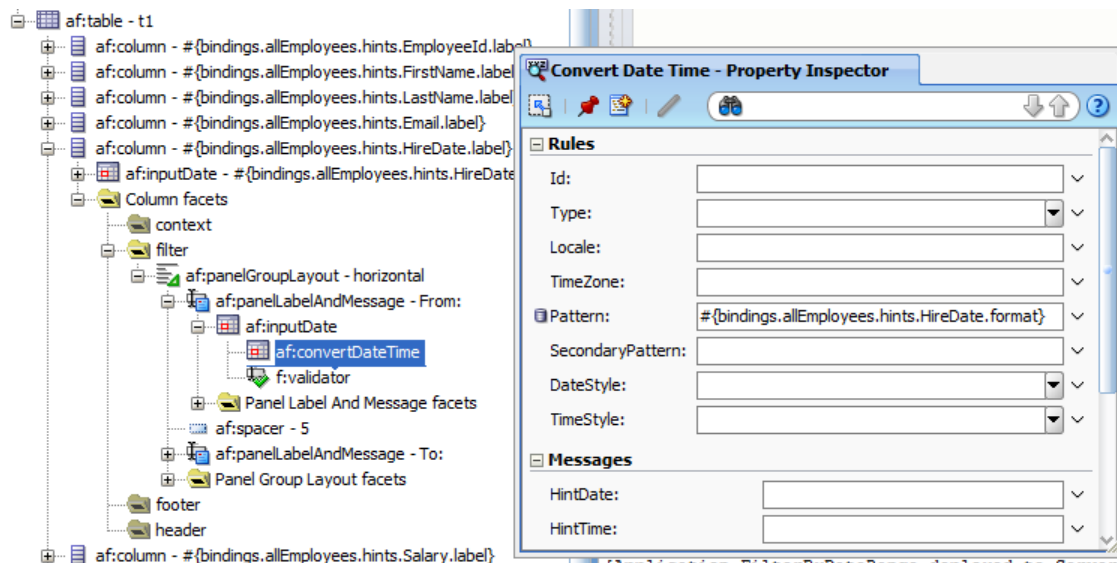 af:table - t1
af:column - #{bindings.allEmployees.hints.EmployeeId.label}
af:column - #{bindings.allEmployees.hints.FirstName.label
af:column - #{bindings.allEmployees.hints.LastName.label
af:column - #{bindings.allEmployees.hints.Email.label}
af:column - #{bindings.allEmployees.hints.HireDate.label}
af:inputDate - #{bindings.allEmployees.hints.HireDate
Column facets
context
filter
af:panelGroupLayout - horizontal
af:panelLabelAndMessage - From:
af:inputDate
af:convertDateTime
f:validator
Panel Label And Message facets
af:spacer - 5
af:panelLabelAndMessage - To:
Panel Group Layout facets
footer
header
af:column - #{bindings.allEmployees.hints.Salary.label}
Convert Date Time - Property Inspector
Rules
Id:
Type:
Locale:
TimeZone:
Pattern: #{bindings.allEmployees.hints.HireDate.format}
SecondaryPattern:
DateStyle:
TimeStyle:
Messages
HintDate:
HintTime: